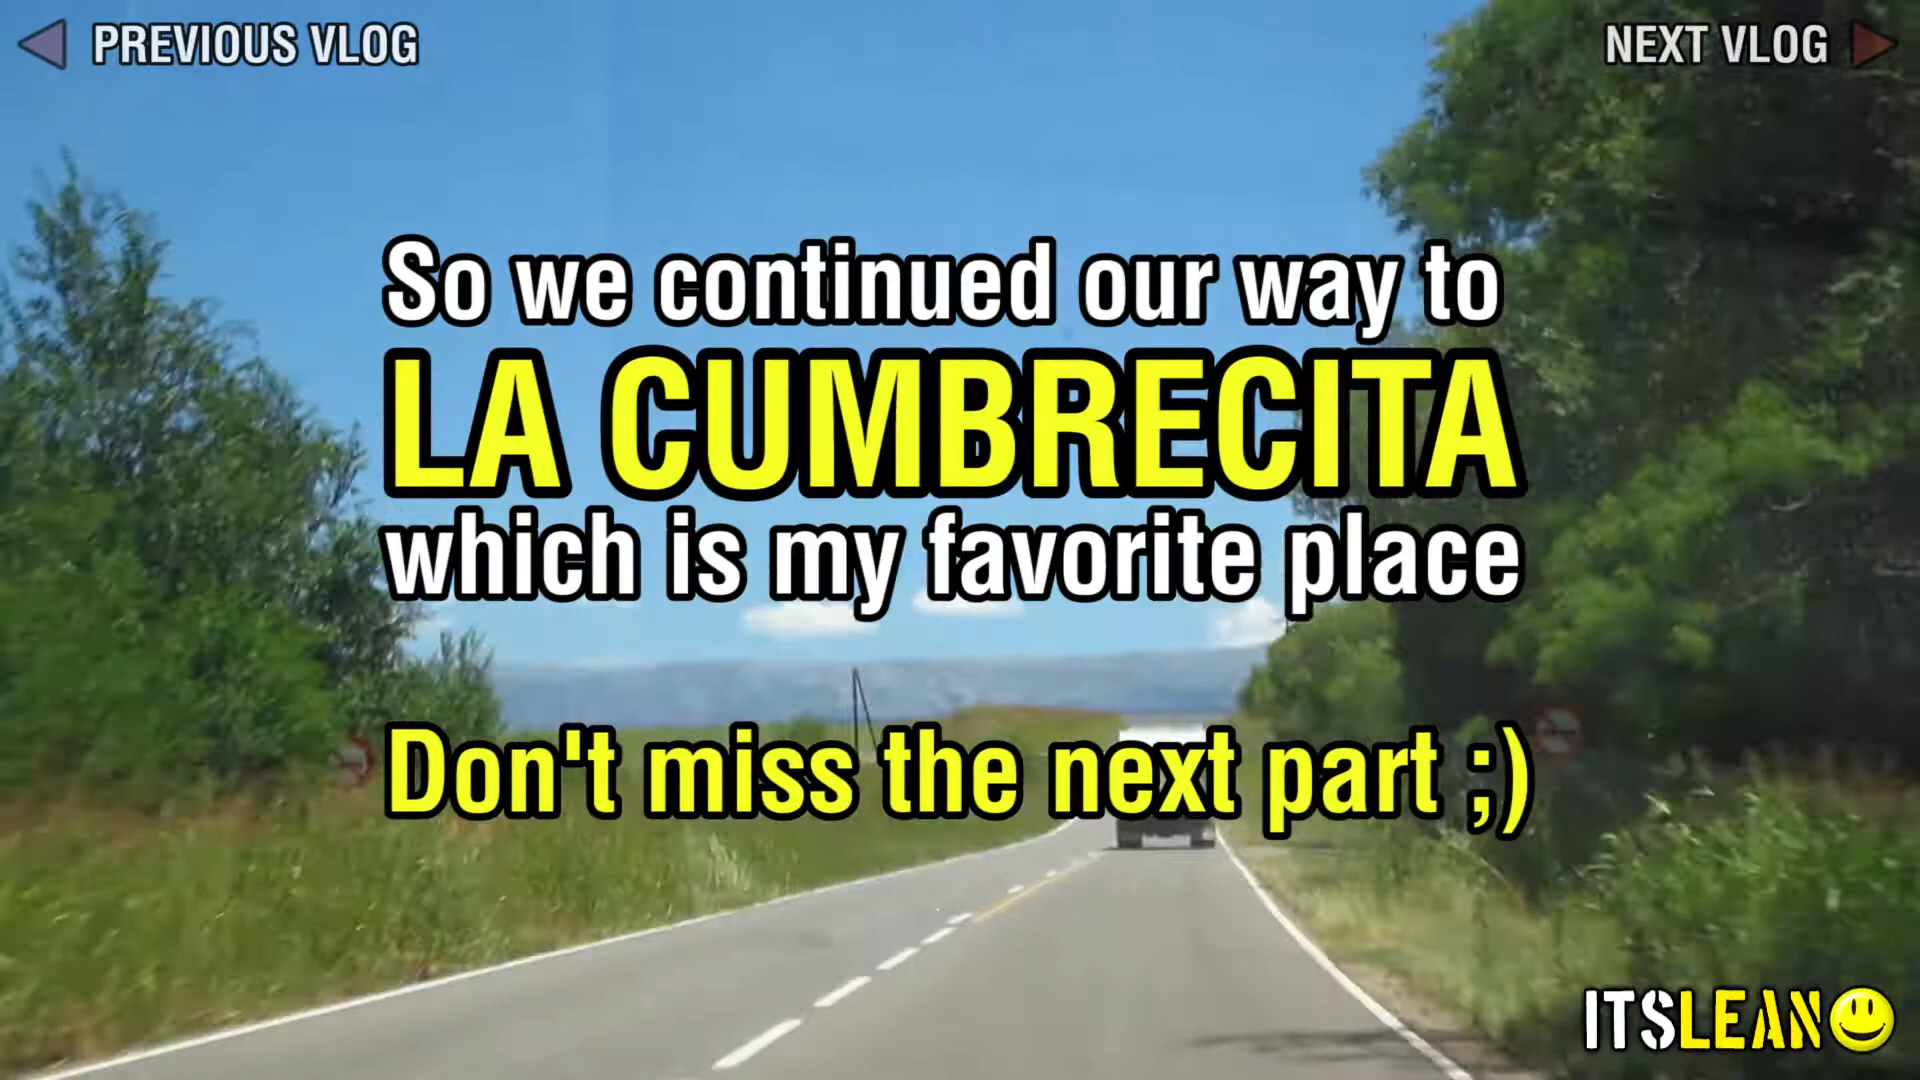 PREVIOUS VLOG
NEXT VLOG
So we continued our way to
LA CUMBRECITA
which is my favorite place
Don't miss the next part ;)
ITSLEAN